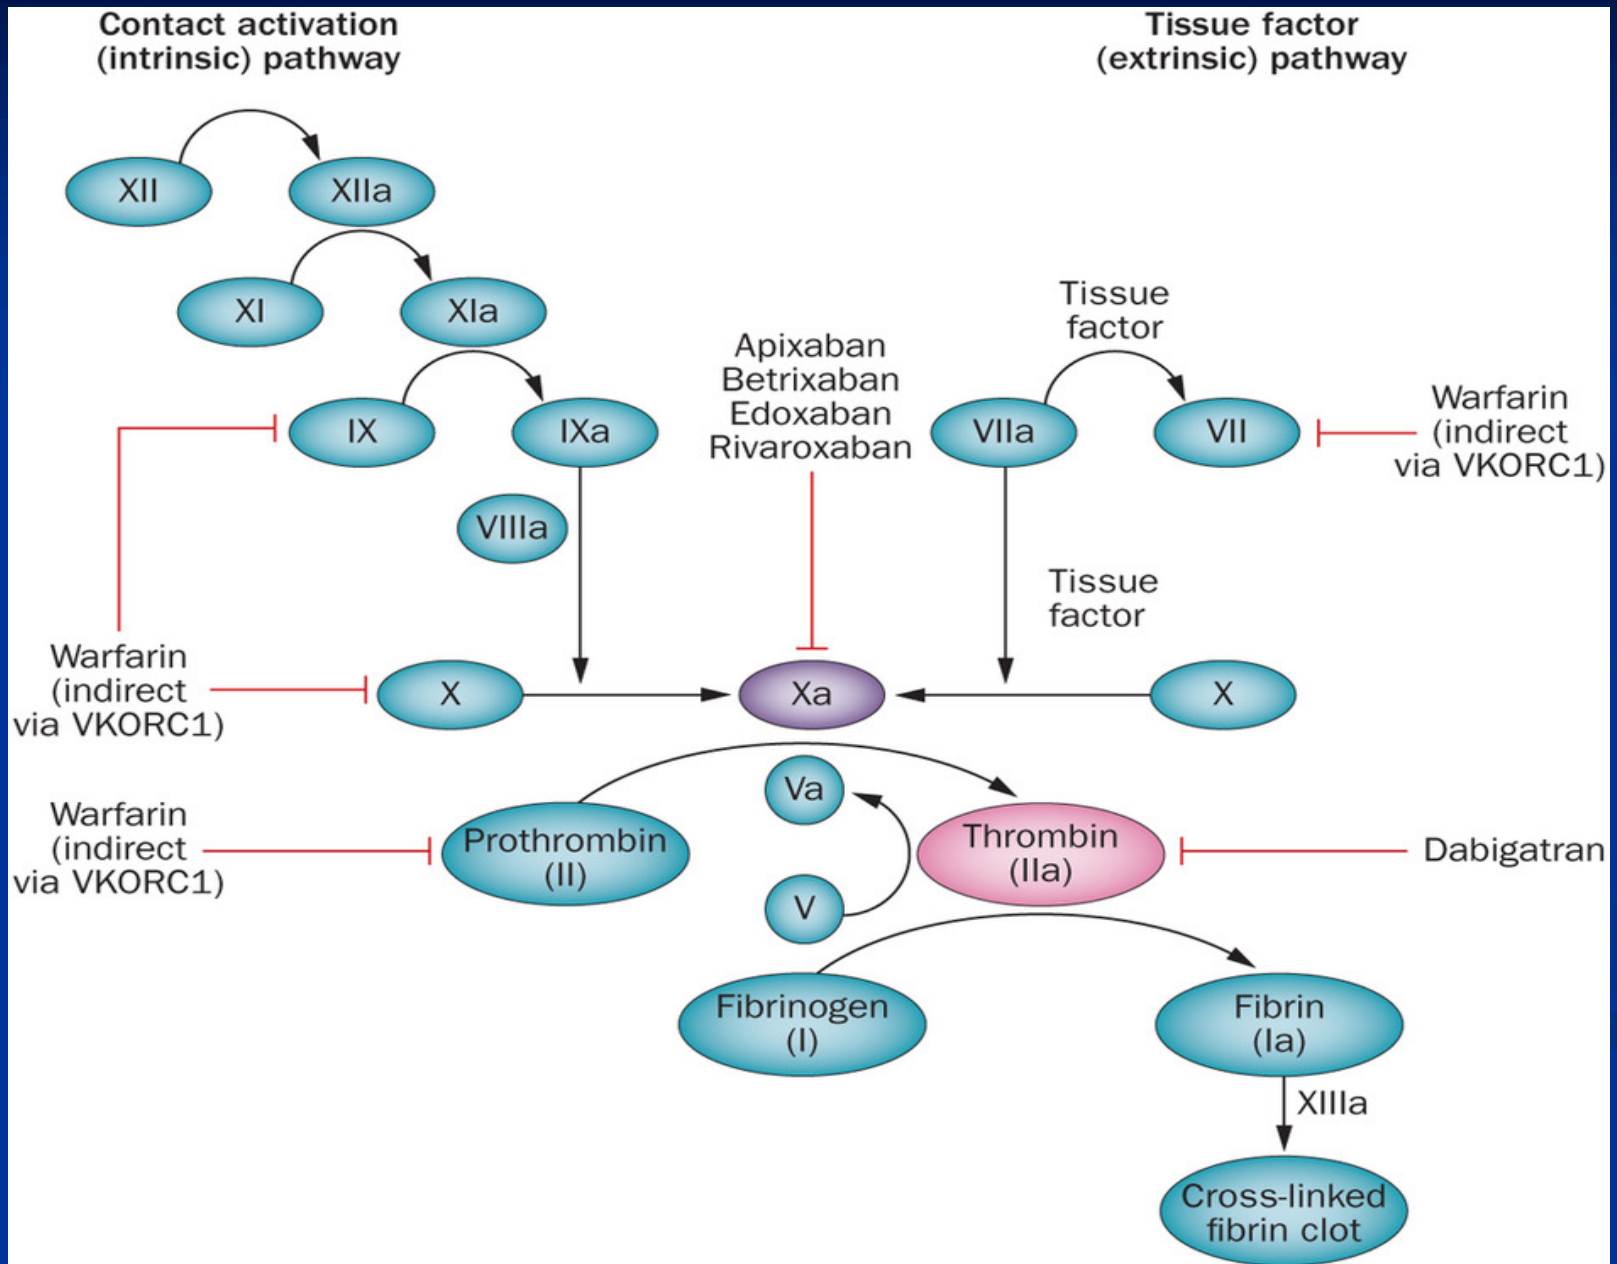 Contact activation
(intrinsic) pathway
Tissue factor
(extrinsic) pathway
XII
XIIa
XI
XIa
IX
IXa
VIIIa
Apixaban
Betrixaban
Edoxaban
Rivaroxaban
Tissue
factor
VIIa
VII
Warfarin
(indirect
via VKORC1)
Tissue
factor
Warfarin
(indirect
via VKORC1)
X
Xa
X
Warfarin
(indirect
via VKORC1)
Prothrombin
(II)
Va
V
Thrombin
(IIa)
Dabigatran
Fibrinogen
(I)
Fibrin
(Ia)
XIIIa
Cross-linked
fibrin clot